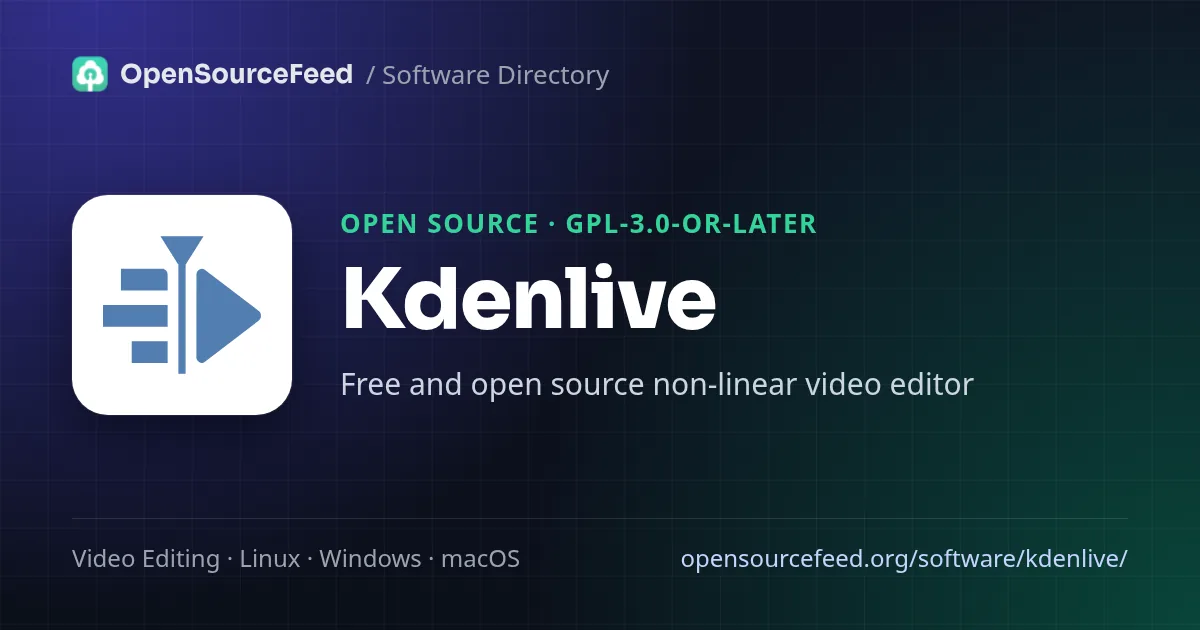 OpenSourceFeed / Software Directory
OPEN SOURCE · GPL-3.0-OR-LATER
Kdenlive
Free and open source non-linear video editor
Video Editing · Linux · Windows · macOS
opensourcefeed.org/software/kdenlive/